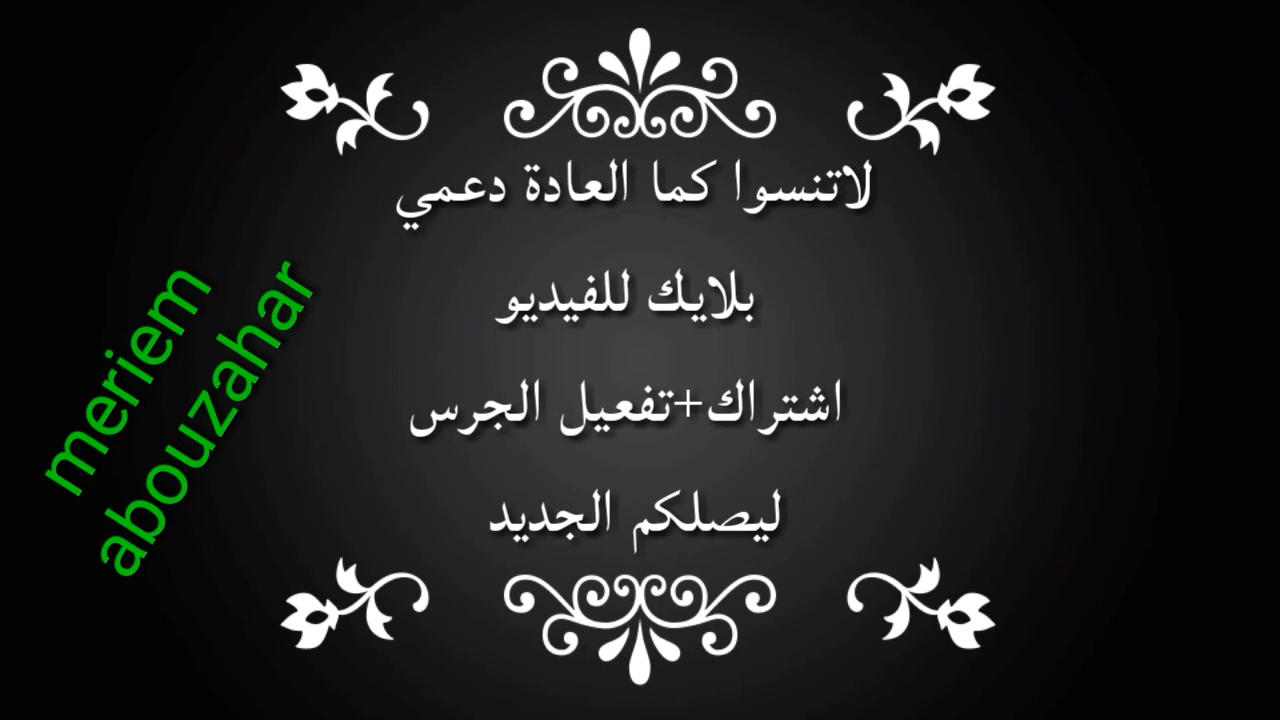 لاتنسوا كما العادة دعمي
بلايك للفيديو
اشتراك+تفعيل الجرس
ليصلكم الجديد
meriem
abouzahar